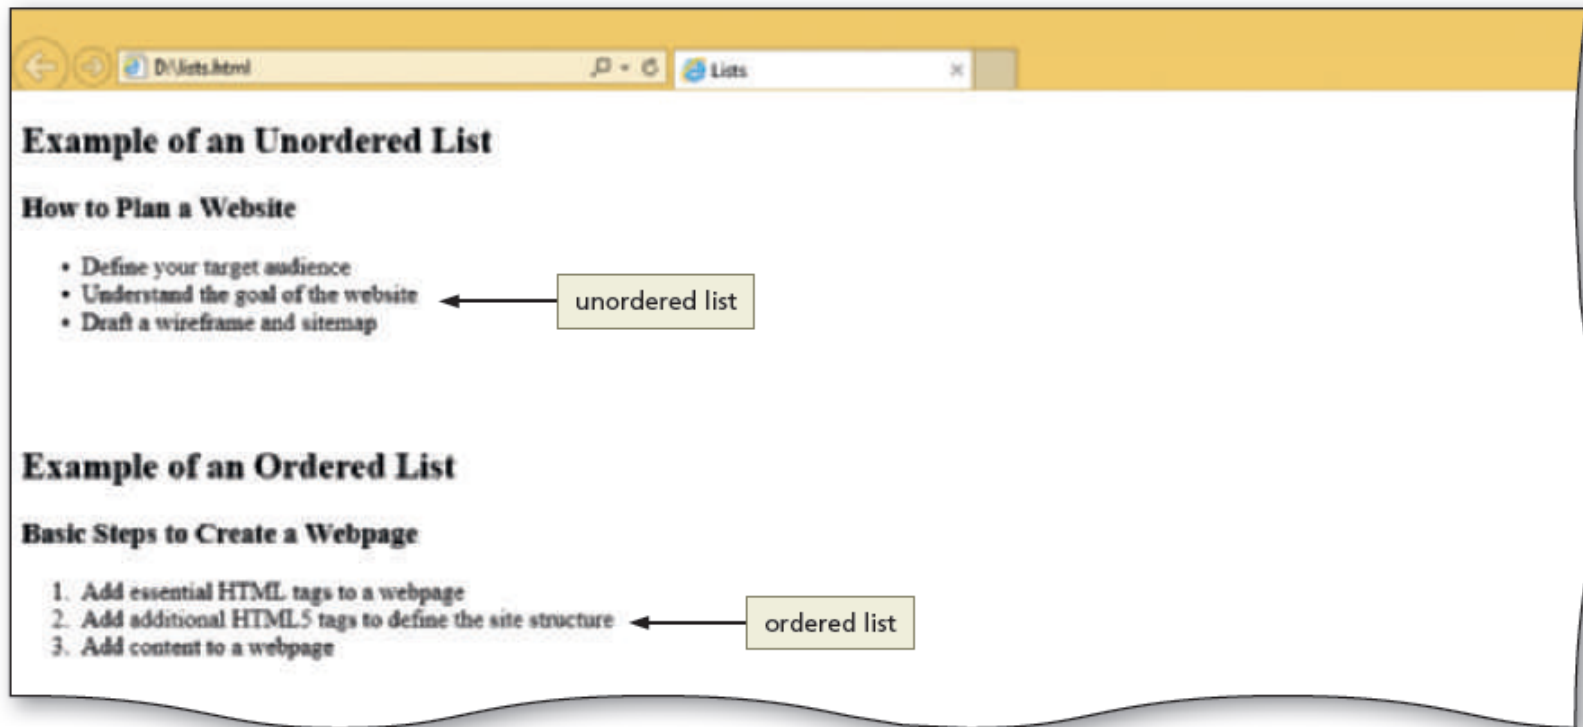 D:\lists.html
Lists
Example of an Unordered List
How to Plan a Website
• Define your target audience
• Understand the goal of the website
unordered list
• Draft a wireframe and sitemap
Example of an Ordered List
Basic Steps to Create a Webpage
1. Add essential HTML tags to a webpage
2. Add additional HTML5 tags to define the site structure
ordered list
3. Add content to a webpage